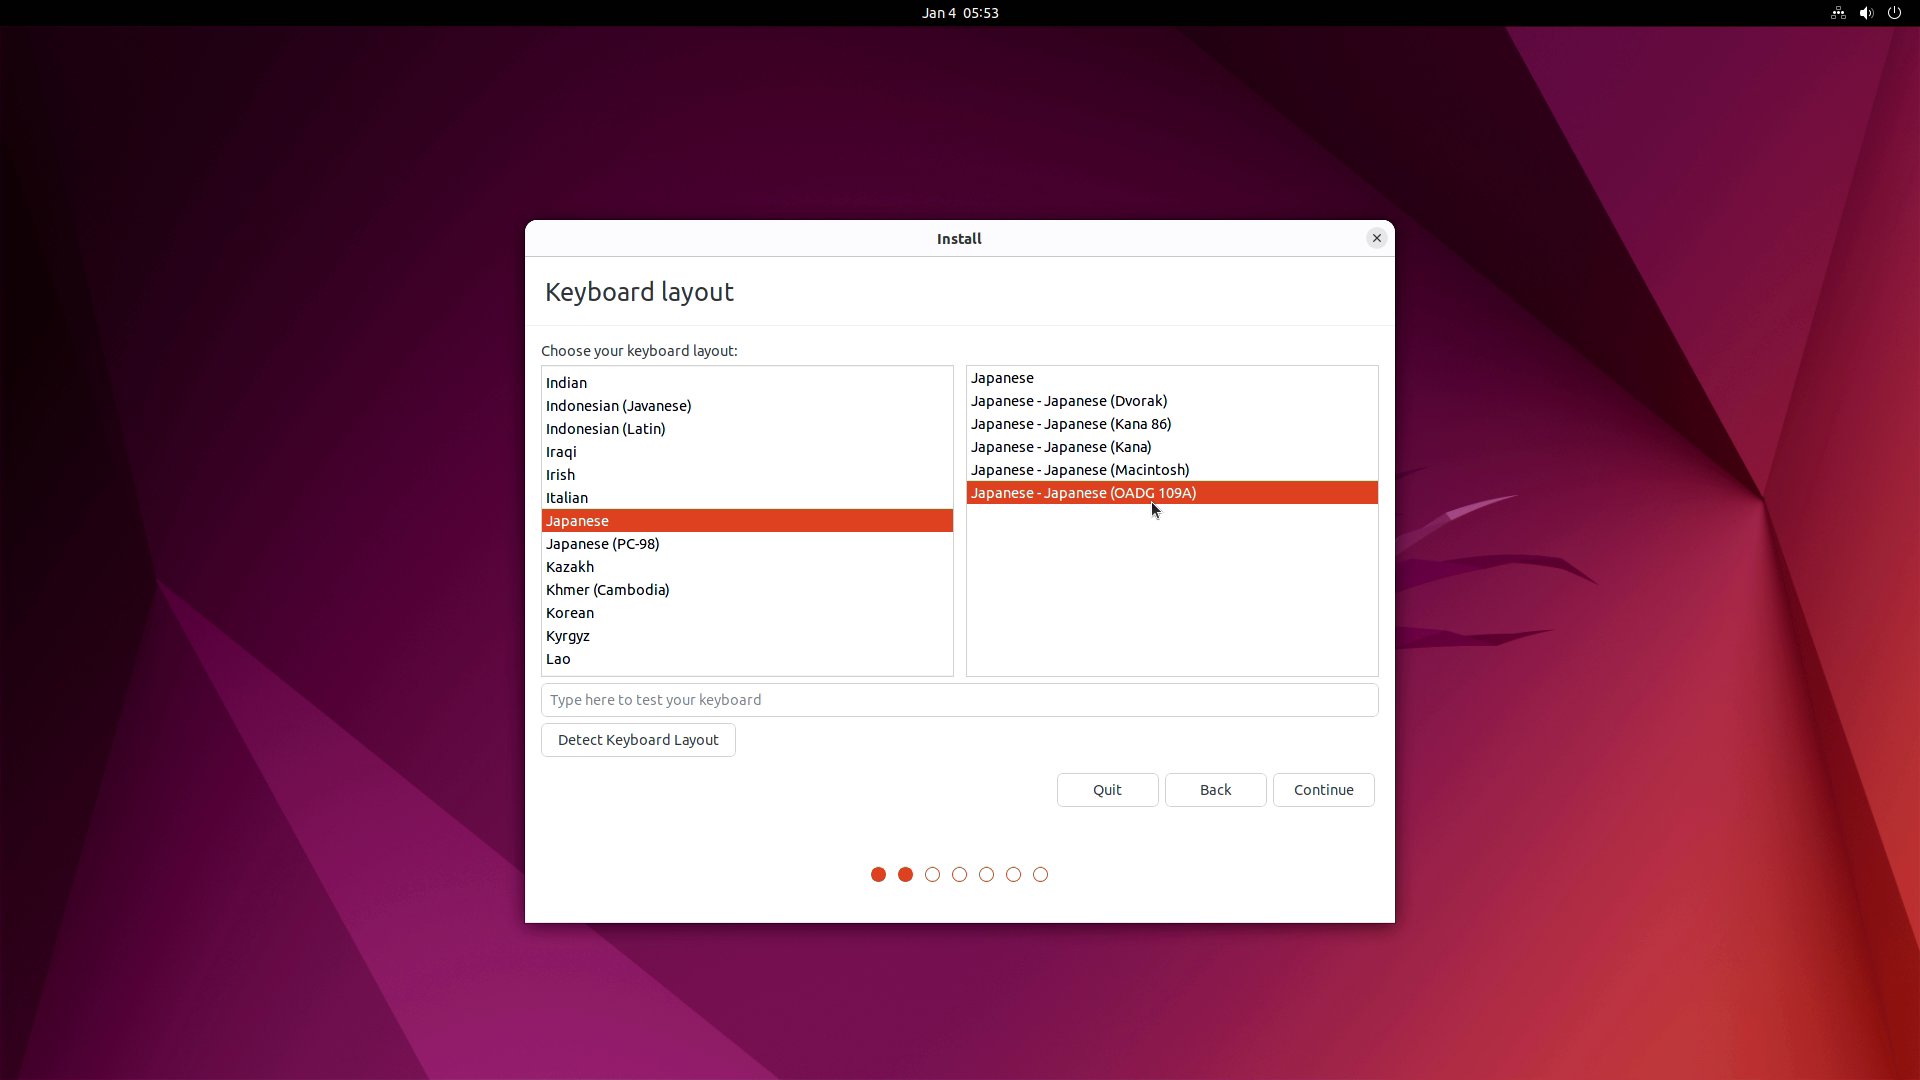 Jan 4 05:53
Install
Keyboard layout
Choose your keyboard layout:
Indian
Indonesian (Javanese)
Indonesian (Latin)
Iraqi
Irish
Italian
Japanese
Japanese (PC-98)
Kazakh
Khmer (Cambodia)
Korean
Kyrgyz
Lao
Japanese
Japanese - Japanese (Dvorak)
Japanese - Japanese (Kana 86)
Japanese - Japanese (Kana)
Japanese - Japanese (Macintosh)
Japanese - Japanese (OADG 109A)
Type here to test your keyboard
Detect Keyboard Layout
Quit Back Continue